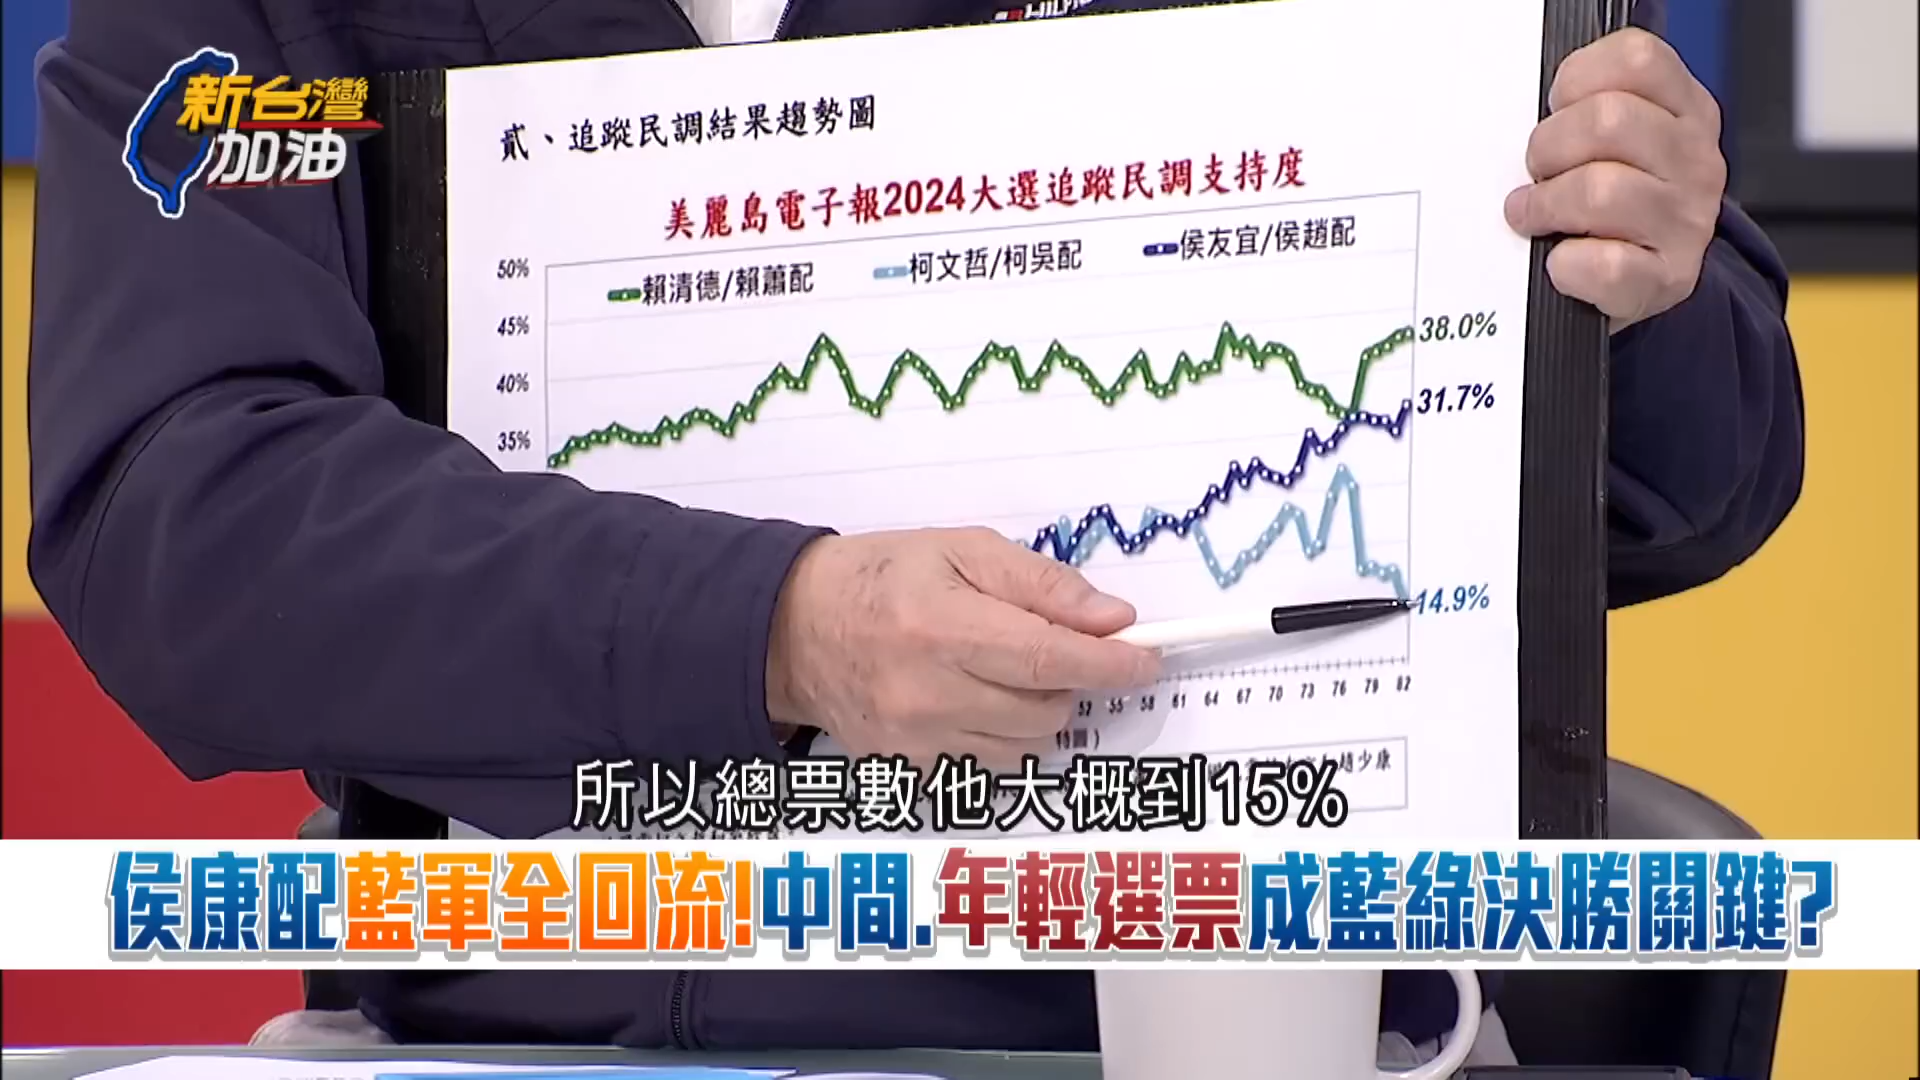 新台灣
加油
貳、追蹤民調結果趨勢圖
美麗島電子報2024大選追蹤民調支持度
賴清德/賴蕭配
柯文哲/柯吳配
侯友宜/侯趙配
50%
45%
40%
35%
38.0%
31.7%
14.9%
52 55 58 61 64 67 70 73 76 79 82
趙少康
所以總票數他大概到15%
侯康配藍軍全回流!中間.年輕選票成藍綠決勝關鍵?